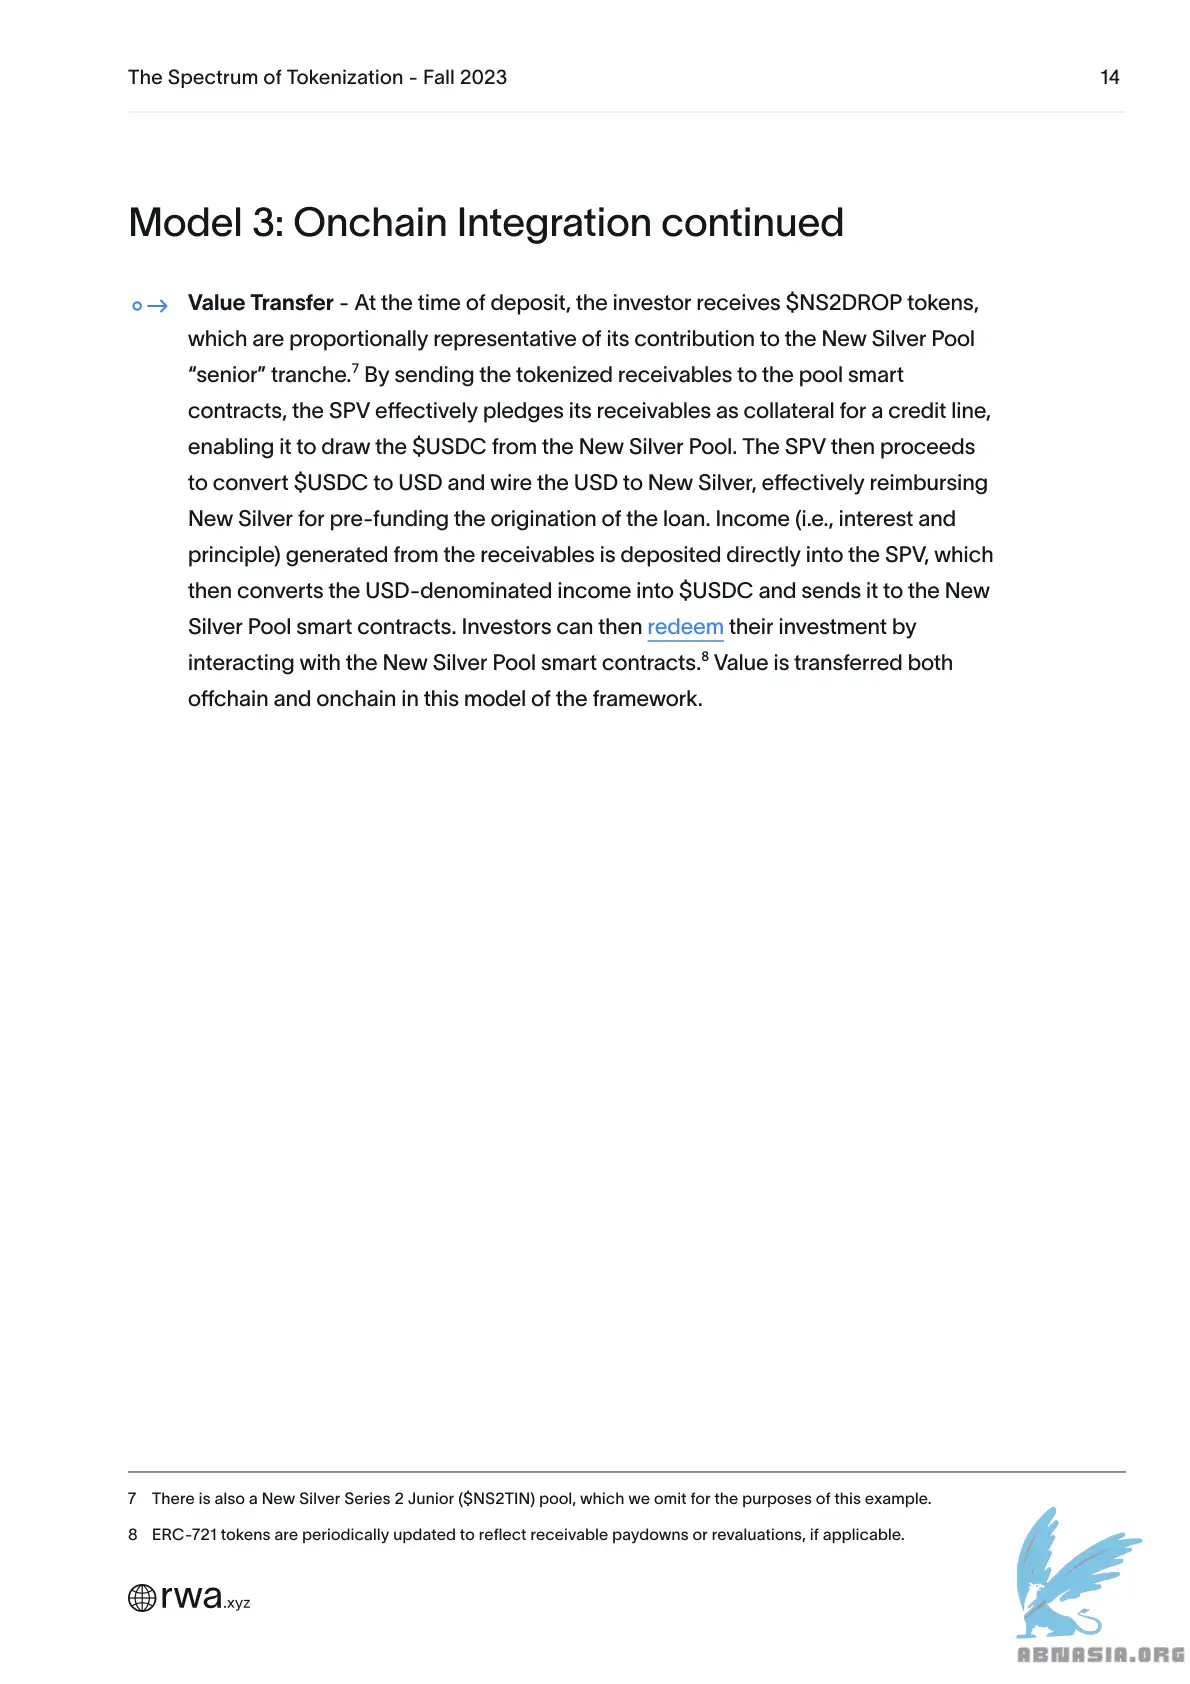 The Spectrum of Tokenization - Fall 2023 14
Model 3: Onchain Integration continued
Value Transfer - At the time of deposit, the investor receives $NS2DROP tokens,
which are proportionally representative of its contribution to the New Silver Pool
“senior” tranche.7 By sending the tokenized receivables to the pool smart
contracts, the SPV effectively pledges its receivables as collateral for a credit line,
enabling it to draw the $USDC from the New Silver Pool. The SPV then proceeds
to convert $USDC to USD and wire the USD to New Silver, effectively reimbursing
New Silver for pre-funding the origination of the loan. Income (i.e., interest and
principle) generated from the receivables is deposited directly into the SPV, which
then converts the USD-denominated income into $USDC and sends it to the New
Silver Pool smart contracts. Investors can then redeem their investment by
interacting with the New Silver Pool smart contracts.8 Value is transferred both
offchain and onchain in this model of the framework.
7 There is also a New Silver Series 2 Junior ($NS2TIN) pool, which we omit for the purposes of this example.
8 ERC-721 tokens are periodically updated to reflect receivable paydowns or revaluations, if applicable.
rwa.xyz
ABNASIA.ORG